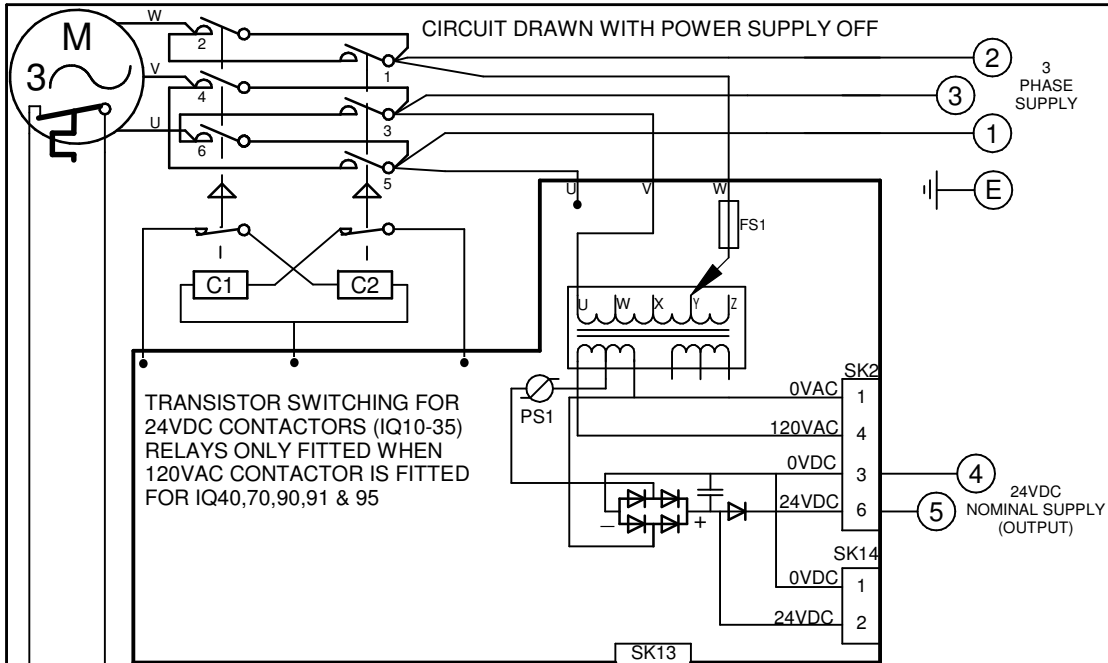 CIRCUIT DRAWN WITH POWER SUPPLY OFF
M
3
W
V
U
2
4
6
1
3
5
2
3
1
E
3
PHASE
SUPPLY
U
V
W
FS1
C1
C2
U W X Y Z
PS1
TRANSISTOR SWITCHING FOR
24VDC CONTACTORS (IQ10-35)
RELAYS ONLY FITTED WHEN
120VAC CONTACTOR IS FITTED
FOR IQ40,70,90,91 & 95
SK2
0VAC 1
120VAC 4
0VDC 3
24VDC 6
4
5
24VDC
NOMINAL SUPPLY
(OUTPUT)
– +
SK14
0VDC 1
24VDC 2
SK13